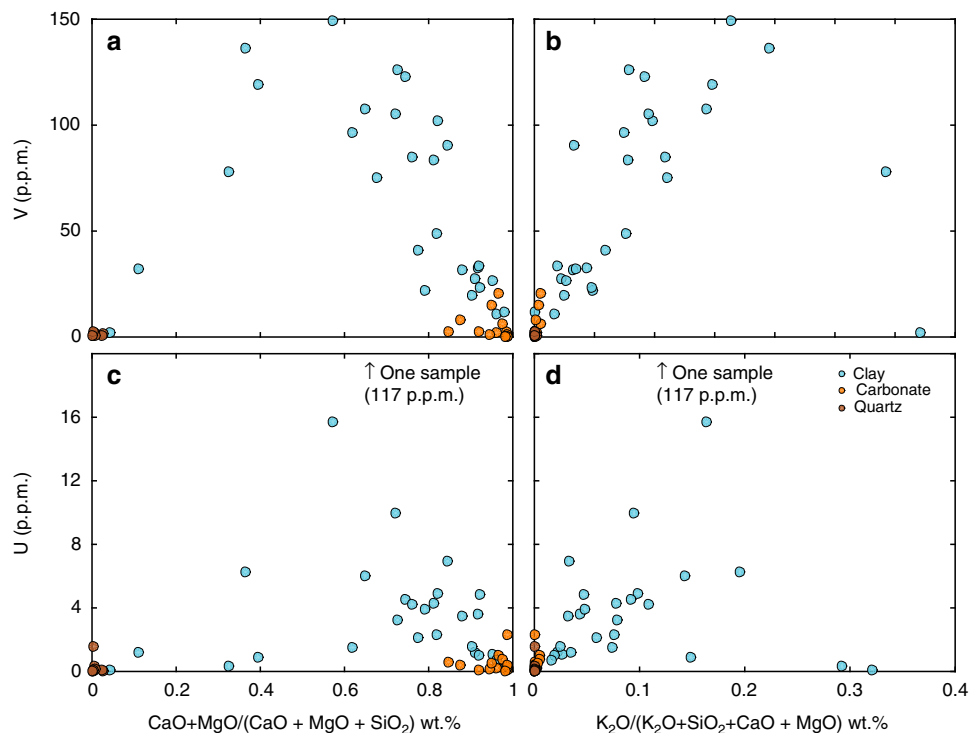 150
100
50
0
V (p.p.m.)
a
b
16
12
8
4
0
U (p.p.m.)
c
↑ One sample
(117 p.p.m.)
d
↑ One sample
(117 p.p.m.)
Clay
Carbonate
Quartz
0 0.2 0.4 0.6 0.8 1
0 0.1 0.2 0.3 0.4
CaO+MgO/(CaO + MgO + SiO₂) wt.%
K₂O/(K₂O+SiO₂+CaO + MgO) wt.%